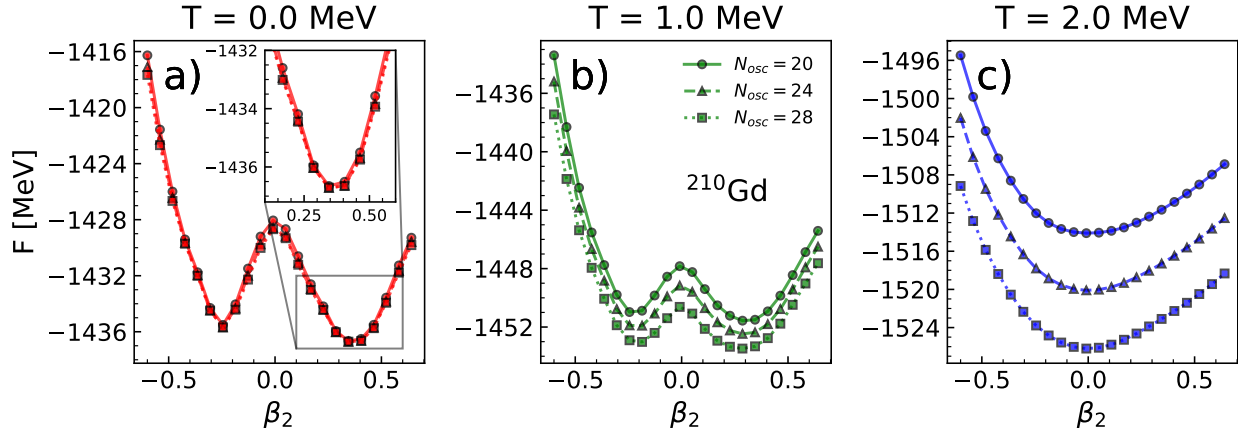 T = 0.0 MeV
T = 1.0 MeV
T = 2.0 MeV
F [MeV]
−1416
−1420
−1424
−1428
−1432
−1436
a)
−1432
−1434
−1436
0.25
0.50
−0.5
0.0
0.5
β₂
−1436
−1440
−1444
−1448
−1452
b)
N_osc = 20
N_osc = 24
N_osc = 28
²¹⁰Gd
−0.5
0.0
0.5
β₂
−1496
−1500
−1504
−1508
−1512
−1516
−1520
−1524
c)
−0.5
0.0
0.5
β₂